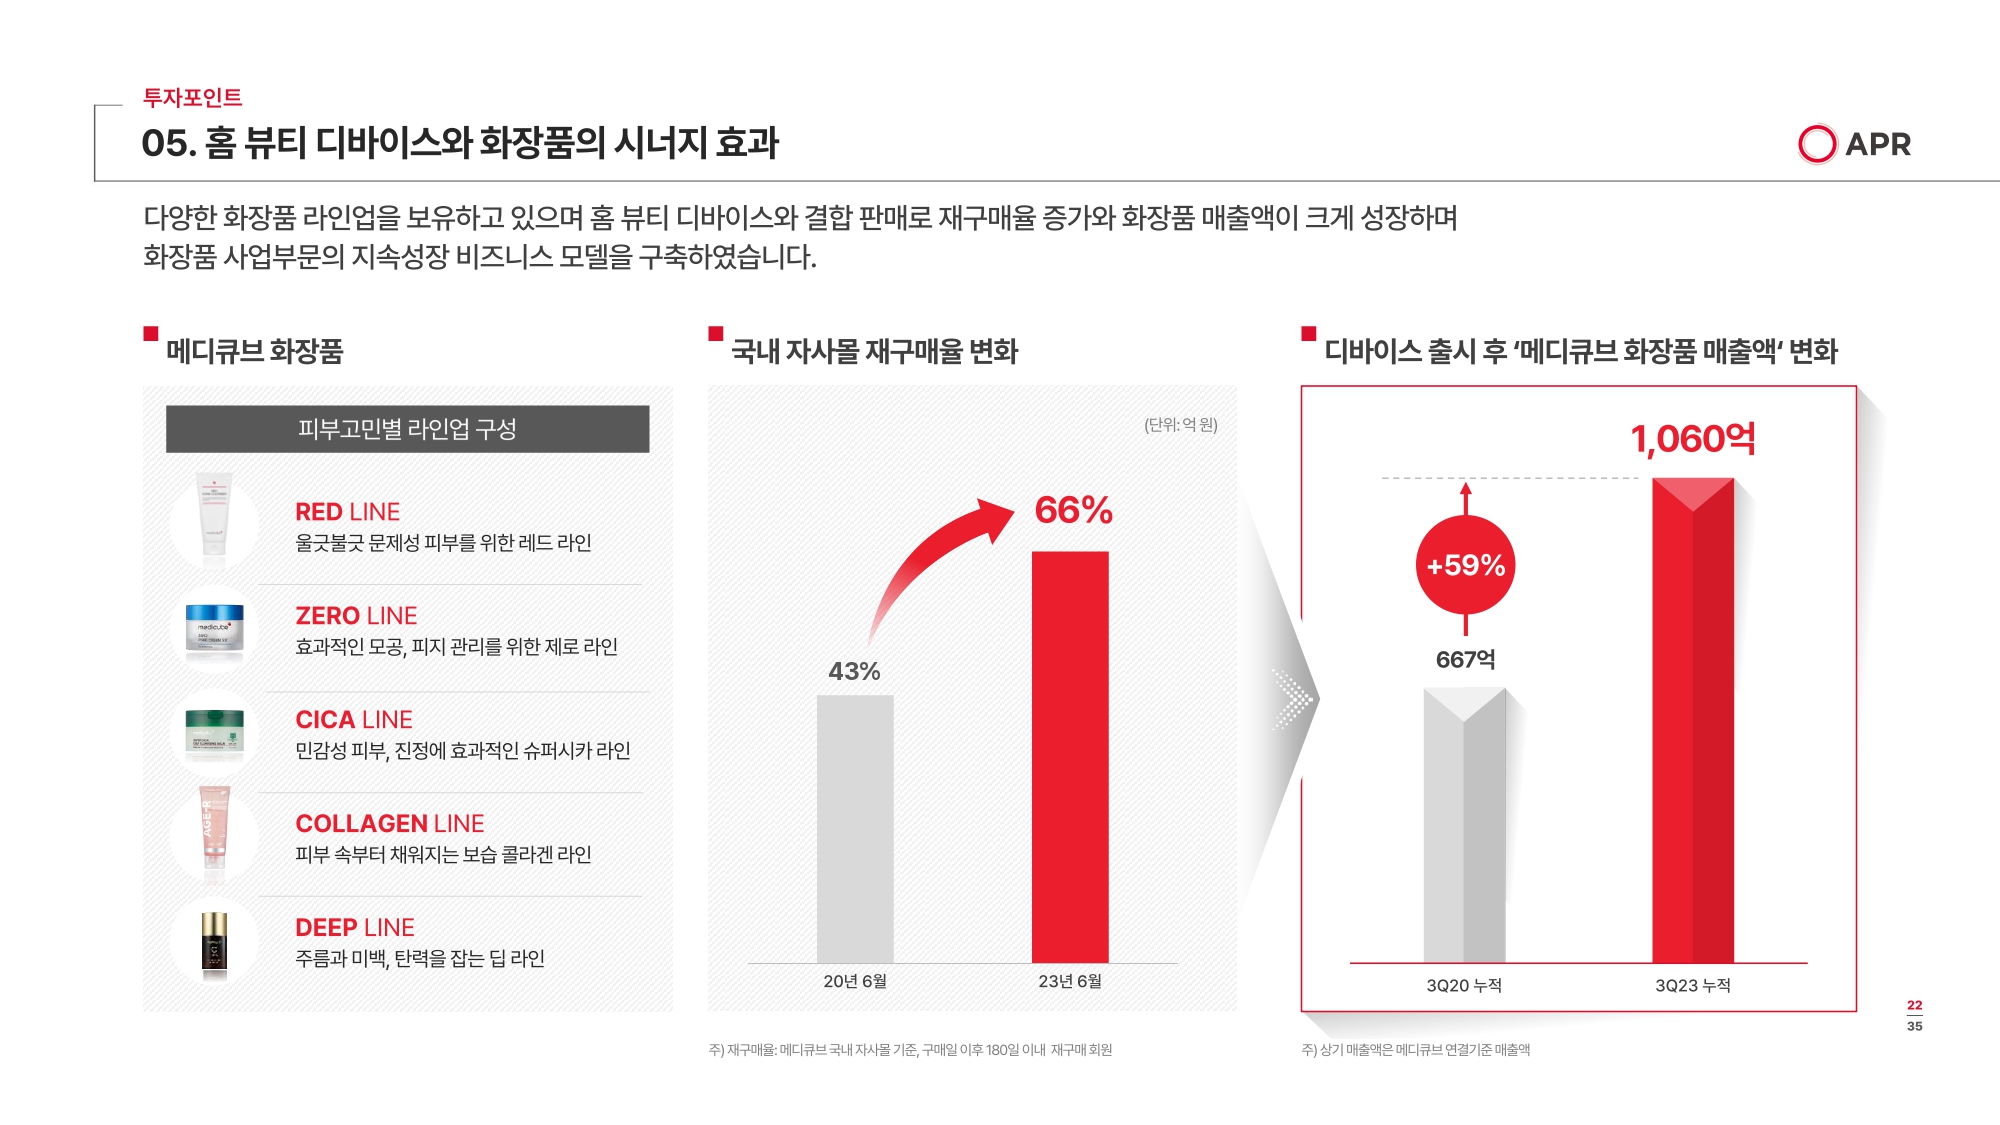 투자포인트
05. 홈 뷰티 디바이스와 화장품의 시너지 효과
APR
다양한 화장품 라인업을 보유하고 있으며 홈 뷰티 디바이스와 결합 판매로 재구매율 증가와 화장품 매출액이 크게 성장하며
화장품 사업부문의 지속성장 비즈니스 모델을 구축하였습니다.
메디큐브 화장품
피부고민별 라인업 구성
RED LINE
울긋불긋 문제성 피부를 위한 레드 라인
medicube
ZERO LINE
효과적인 모공, 피지 관리를 위한 제로 라인
CICA LINE
민감성 피부, 진정에 효과적인 슈퍼시카 라인
AGE-R
COLLAGEN LINE
피부 속부터 채워지는 보습 콜라겐 라인
DEEP LINE
주름과 미백, 탄력을 잡는 딥 라인
국내 자사몰 재구매율 변화
(단위: 억 원)
66%
43%
20년 6월
23년 6월
주) 재구매율: 메디큐브 국내 자사몰 기준, 구매일 이후 180일 이내 재구매 회원
디바이스 출시 후 ‘메디큐브 화장품 매출액‘ 변화
1,060억
+59%
667억
3Q20 누적
3Q23 누적
주) 상기 매출액은 메디큐브 연결기준 매출액
22
35